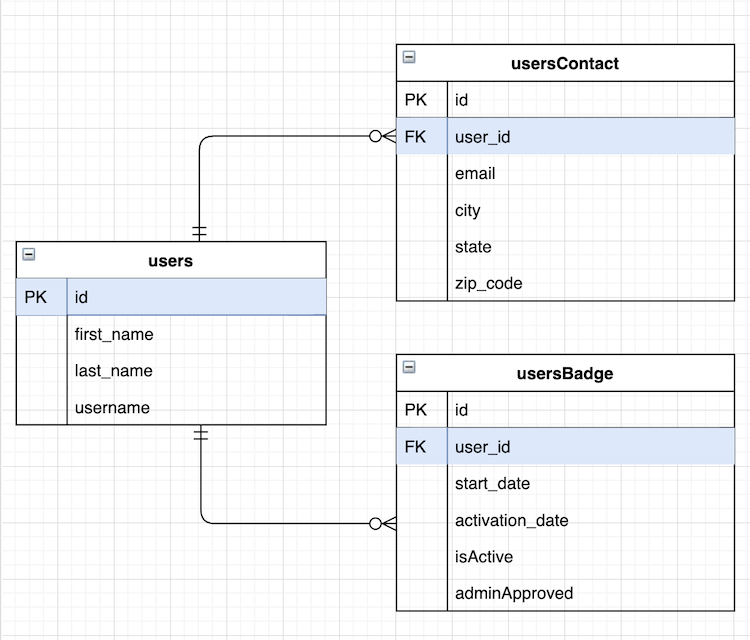 usersContact
PK id
FK user_id
email
city
state
zip_code
users
PK id
first_name
last_name
username
usersBadge
PK id
FK user_id
start_date
activation_date
isActive
adminApproved